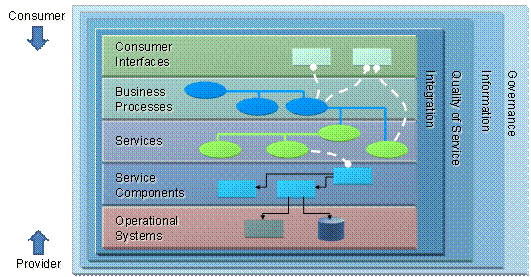 Consumer
Consumer
Interfaces
Business
Processes
Services
Service
Components
Operational
Systems
Integration
Quality of Service
Information
Governance
Provider